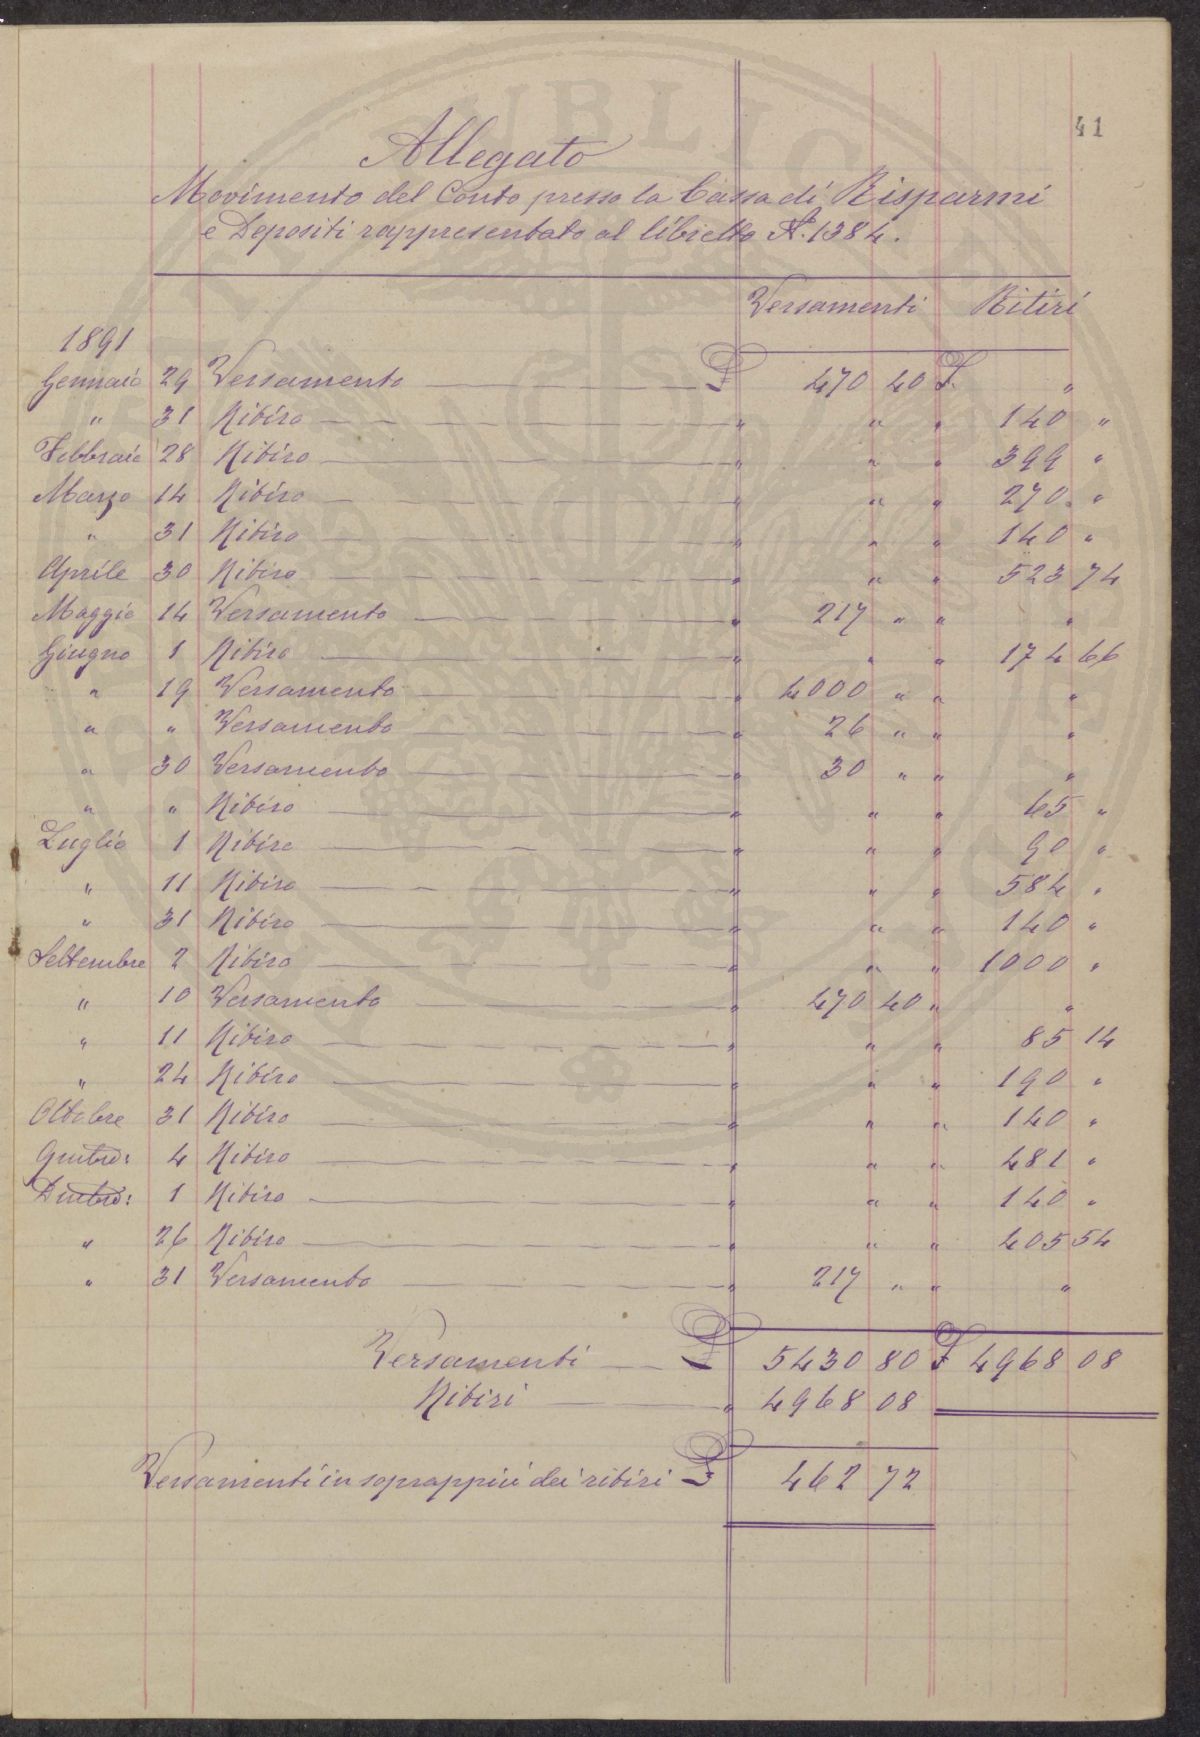 41
Allegato
Movimento del Conto presso la Cassa di Risparmi
e Depositi rappresentato al libretto N. 1384.
Versamenti Ritiri
1891
Gennaio 29 Versamento £ 470 40 £ "
" 31 Ritiro " " " 140 "
Febbraio 28 Ritiro " " " 399 "
Marzo 14 Ritiro " " " 270 "
" 31 Ritiro " " " 140 "
Aprile 30 Ritiro " " " 523 74
Maggio 14 Versamento " 217 " " "
Giugno 1 Ritiro " " " 174 66
" 19 Versamento " 4000 " " "
" " Versamento " 26 " " "
" 30 Versamento " 30 " " "
" " Ritiro " " " 65 "
Luglio 1 Ritiro " " " 90 "
" 11 Ritiro " " " 584 "
" 31 Ritiro " " " 140 "
Settembre 2 Ritiro " " " 1000 "
" 10 Versamento " 470 40 " "
" 11 Ritiro " " " 85 14
" 24 Ritiro " " " 190 "
Ottobre 31 Ritiro " " " 140 "
4 Ritiro " " " 481 "
1 Ritiro " " " 140 "
" 26 Ritiro " " " 405 54
" 31 Versamento " 217 " " "
Versamenti £ 5430 80 £ 4968 08
Ritiri " 4968 08
Versamenti in soprappiù dei ritiri £ 462 72